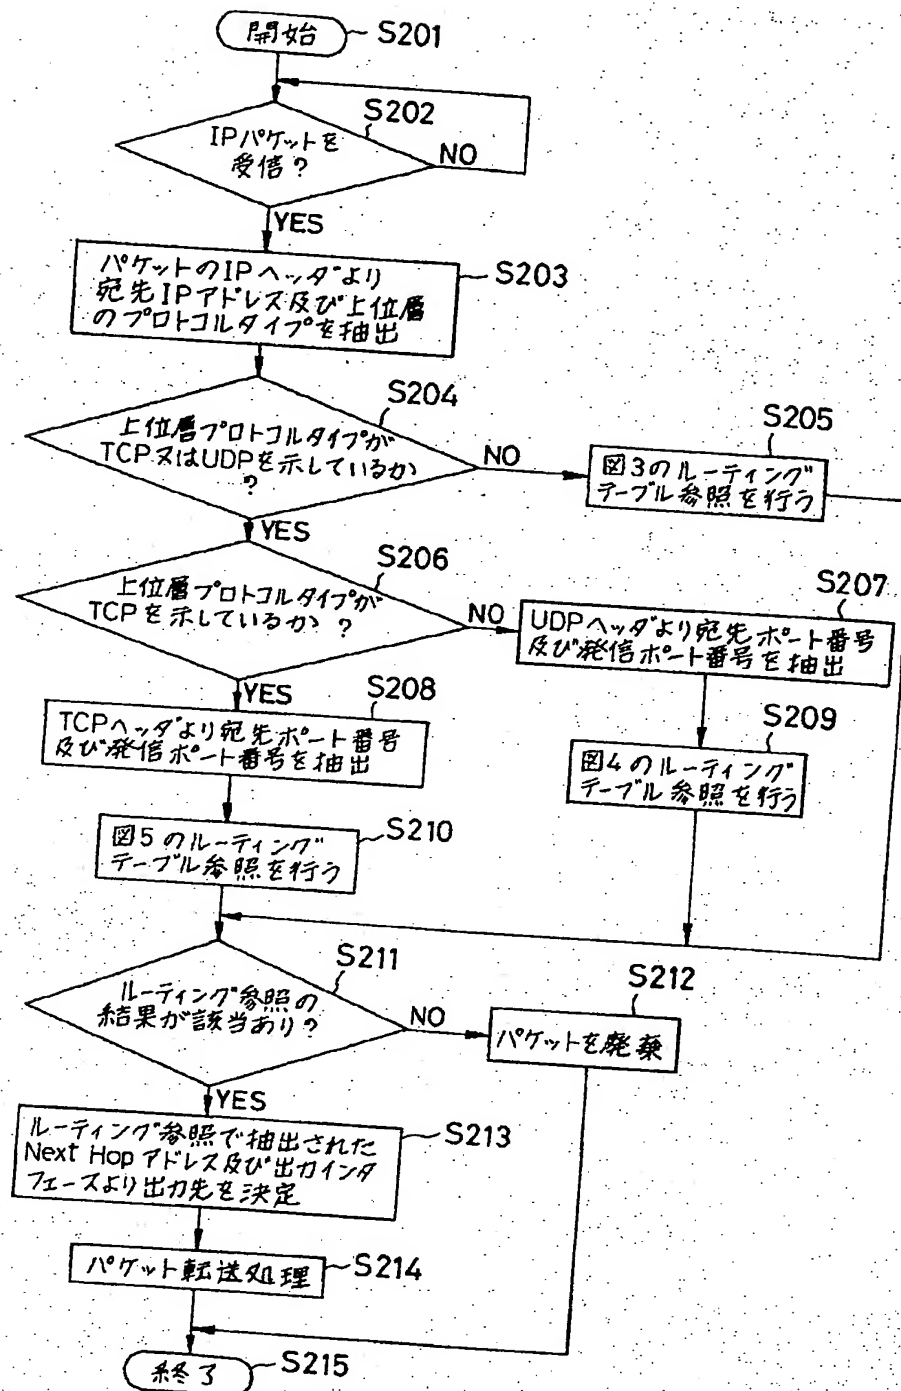 開始
S201
S202
IPパケットを
受信?
NO
YES
パケットのIPヘッダより
宛先IPアドレス及び上位層
のプロトコルタイプを抽出
S203
S204
上位層プロトコルタイプが
TCP又はUDPを示しているか
?
NO
S205
図3のルーティング
テーブル参照を行う
YES
S206
上位層プロトコルタイプが
TCPを示しているか ?
NO
S207
UDPヘッダより宛先ポート番号
及び発信ポート番号を抽出
YES
S208
TCPヘッダより宛先ポート番号
及び発信ポート番号を抽出
S209
図4のルーティング
テーブル参照を行う
S210
図5のルーティング
テーブル参照を行う
S211
ルーティング参照の
結果が該当あり?
NO
S212
パケットを廃棄
YES
ルーティング参照で抽出された
Next Hopアドレス及び出力インタ
フェースより出力先を決定
S213
パケット転送処理
S214
終了
S215